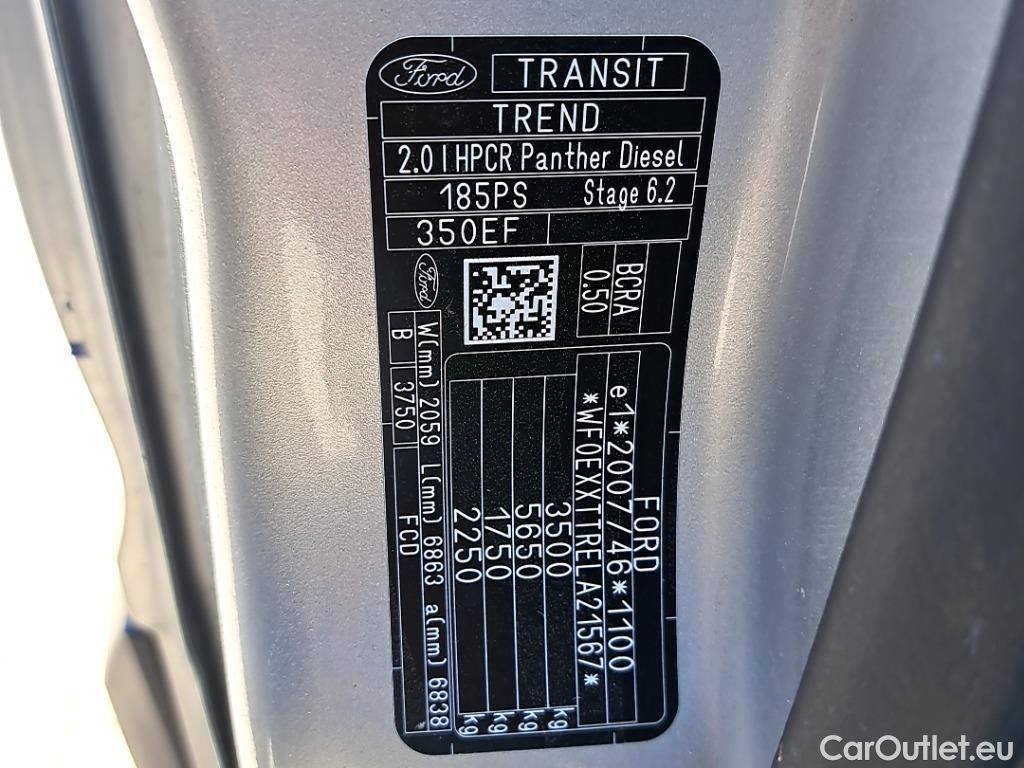 Ford TRANSIT
TREND
2.0 l HPCR Panther Diesel
185PS Stage 6.2
350EF
BCRA
0.50
FORD
e1*2007/46*1100
*WF0EXXTTRELA21567*
3500 kg
5650 kg
1750 kg
2250 kg
Ford
W(mm) 2059 L(mm) 6863 a(mm) 6838
B 3750 FCD
CarOutlet.eu